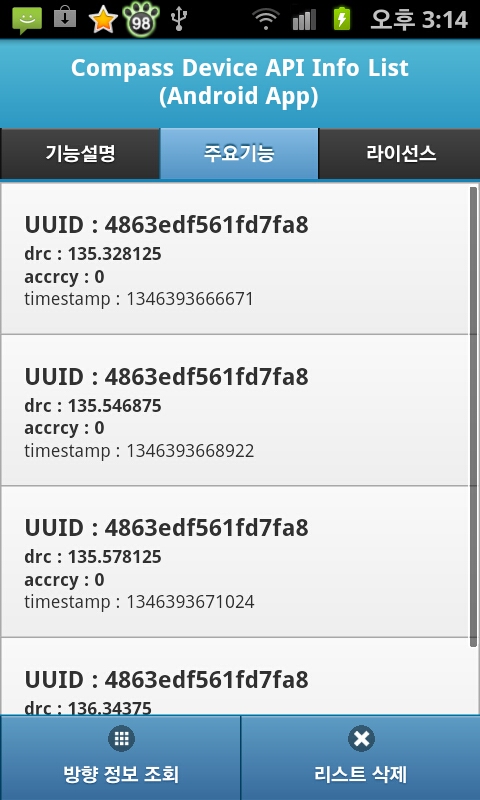 98
오후 3:14
Compass Device API Info List
(Android App)
기능설명
주요기능
라이선스
UUID : 4863edf561fd7fa8
drc : 135.328125
accrcy : 0
timestamp : 1346393666671
UUID : 4863edf561fd7fa8
drc : 135.546875
accrcy : 0
timestamp : 1346393668922
UUID : 4863edf561fd7fa8
drc : 135.578125
accrcy : 0
timestamp : 1346393671024
UUID : 4863edf561fd7fa8
drc : 136.34375
방향 정보 조회
리스트 삭제